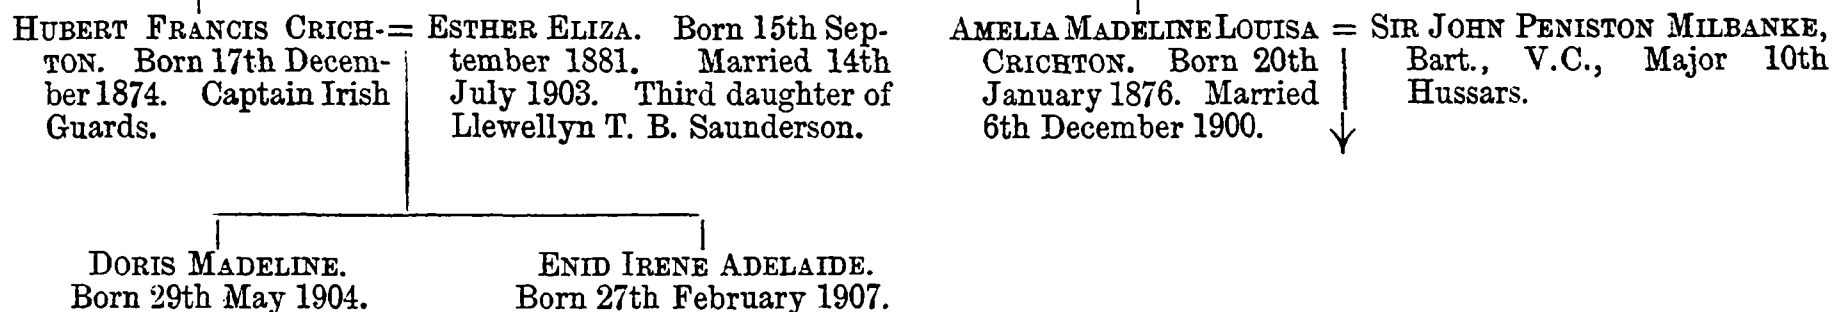 HUBERT FRANCIS CRICH-
TON. Born 17th Decem-
ber 1874. Captain Irish
Guards.
=
ESTHER ELIZA. Born 15th Sep-
tember 1881. Married 14th
July 1903. Third daughter of
Llewellyn T. B. Saunderson.
AMELIA MADELINE LOUISA
CRICHTON. Born 20th
January 1876. Married
6th December 1900.
=
SIR JOHN PENISTON MILBANKE,
Bart., V.C., Major 10th
Hussars.
DORIS MADELINE.
Born 29th May 1904.
ENID IRENE ADELAIDE.
Born 27th February 1907.